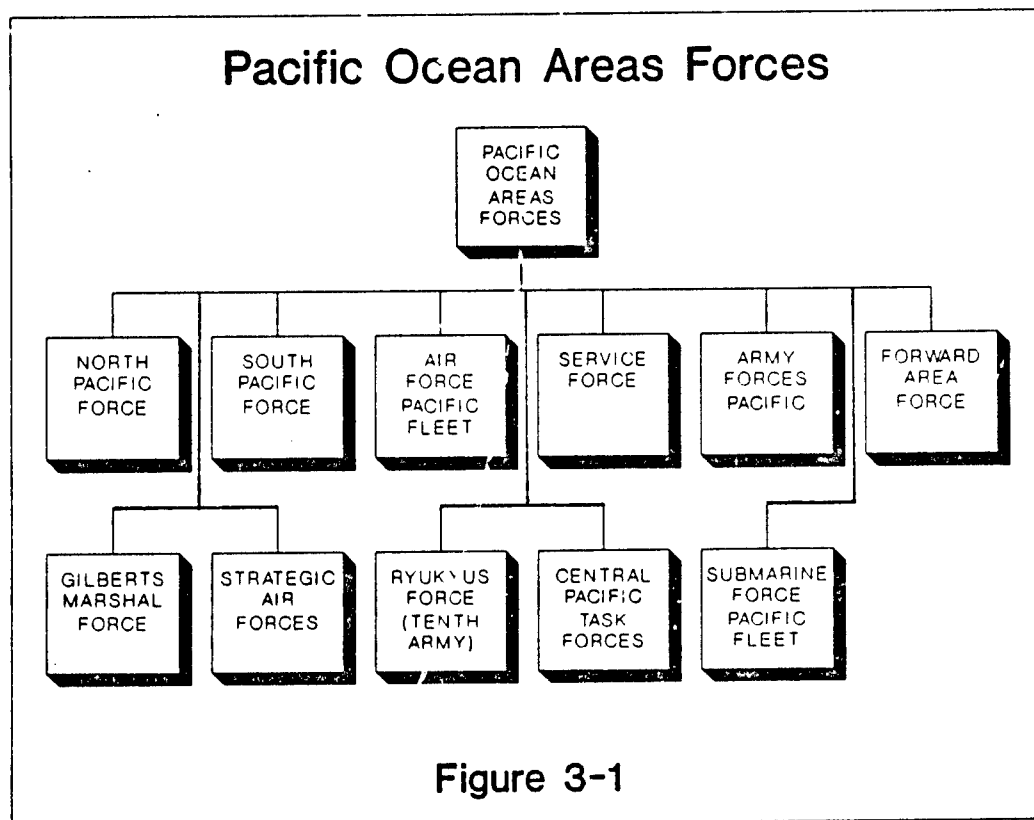 Pacific Ocean Areas Forces
PACIFIC
OCEAN
AREAS
FORCES
NORTH
PACIFIC
FORCE
SOUTH
PACIFIC
FORCE
AIR
FORCE
PACIFIC
FLEET
SERVICE
FORCE
ARMY
FORCES
PACIFIC
FORWARD
AREA
FORCE
GILBERTS
MARSHAL
FORCE
STRATEGIC
AIR
FORCES
RYUKYUS
FORCE
(TENTH
ARMY)
CENTRAL
PACIFIC
TASK
FORCES
SUBMARINE
FORCE
PACIFIC
FLEET
Figure 3-1